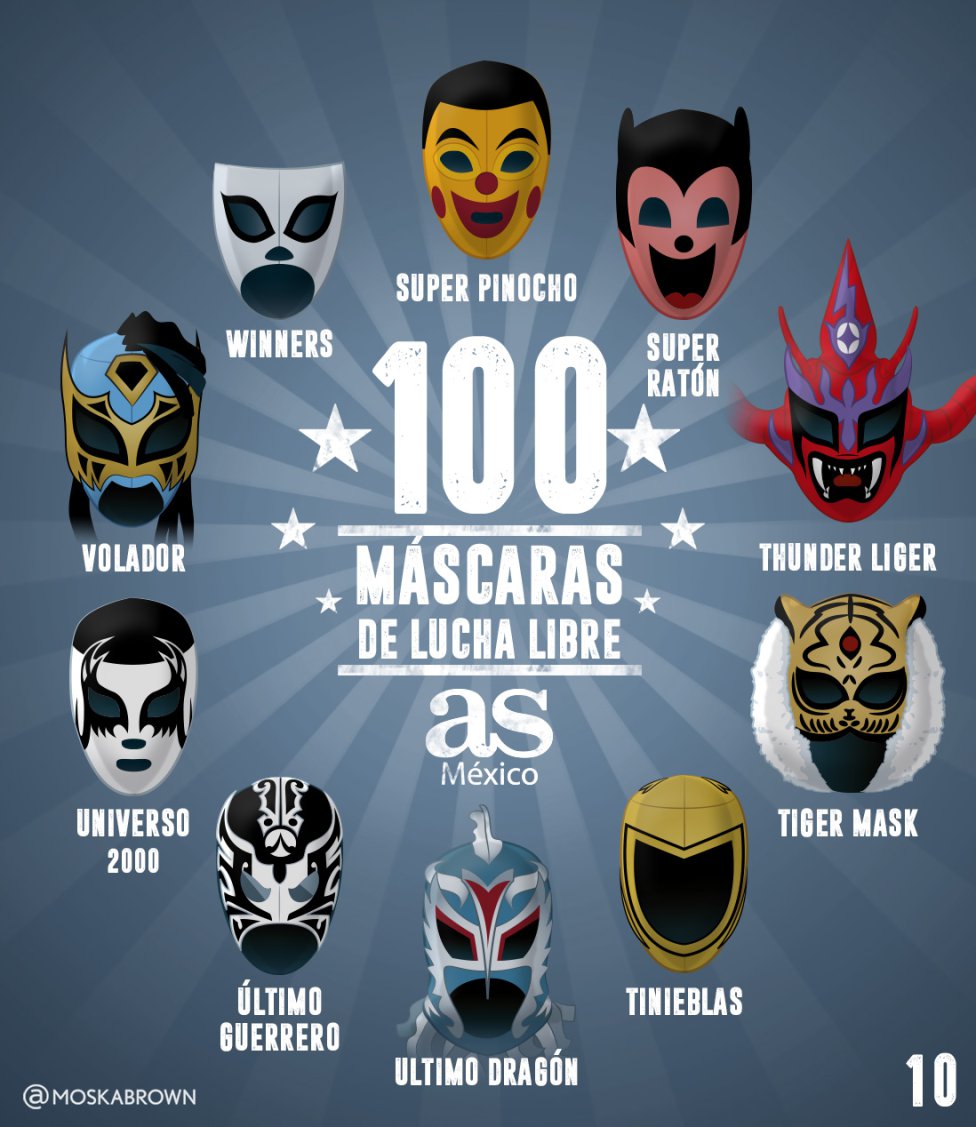 SUPER PINOCHO
WINNERS
SUPER
RATÓN
100
MÁSCARAS
DE LUCHA LIBRE
as
México
VOLADOR
THUNDER LIGER
UNIVERSO
2000
TIGER MASK
ÚLTIMO
GUERRERO
TINIEBLAS
ULTIMO DRAGÓN
@MOSKABROWN
10